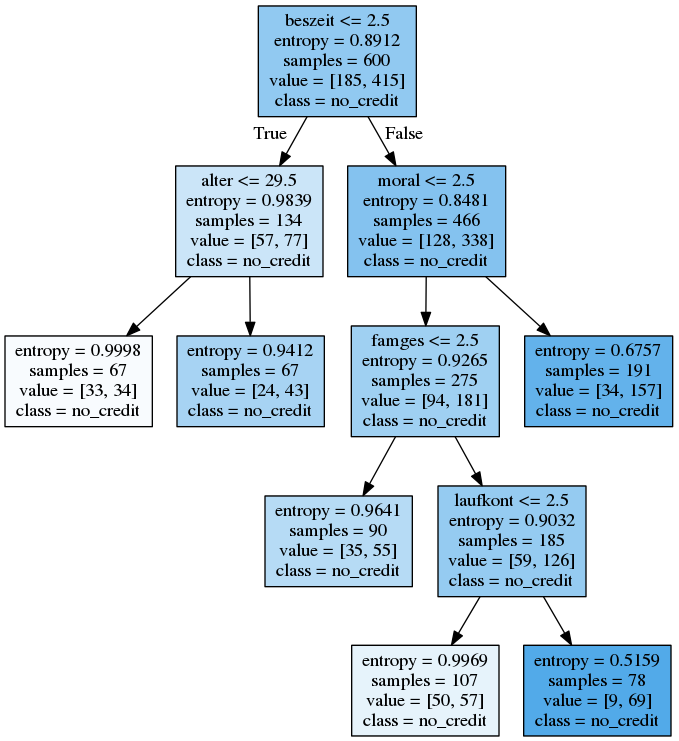 beszeit <= 2.5
entropy = 0.8912
samples = 600
value = [185, 415]
class = no_credit
True
False
alter <= 29.5
entropy = 0.9839
samples = 134
value = [57, 77]
class = no_credit
moral <= 2.5
entropy = 0.8481
samples = 466
value = [128, 338]
class = no_credit
entropy = 0.9998
samples = 67
value = [33, 34]
class = no_credit
entropy = 0.9412
samples = 67
value = [24, 43]
class = no_credit
famges <= 2.5
entropy = 0.9265
samples = 275
value = [94, 181]
class = no_credit
entropy = 0.6757
samples = 191
value = [34, 157]
class = no_credit
entropy = 0.9641
samples = 90
value = [35, 55]
class = no_credit
laufkont <= 2.5
entropy = 0.9032
samples = 185
value = [59, 126]
class = no_credit
entropy = 0.9969
samples = 107
value = [50, 57]
class = no_credit
entropy = 0.5159
samples = 78
value = [9, 69]
class = no_credit